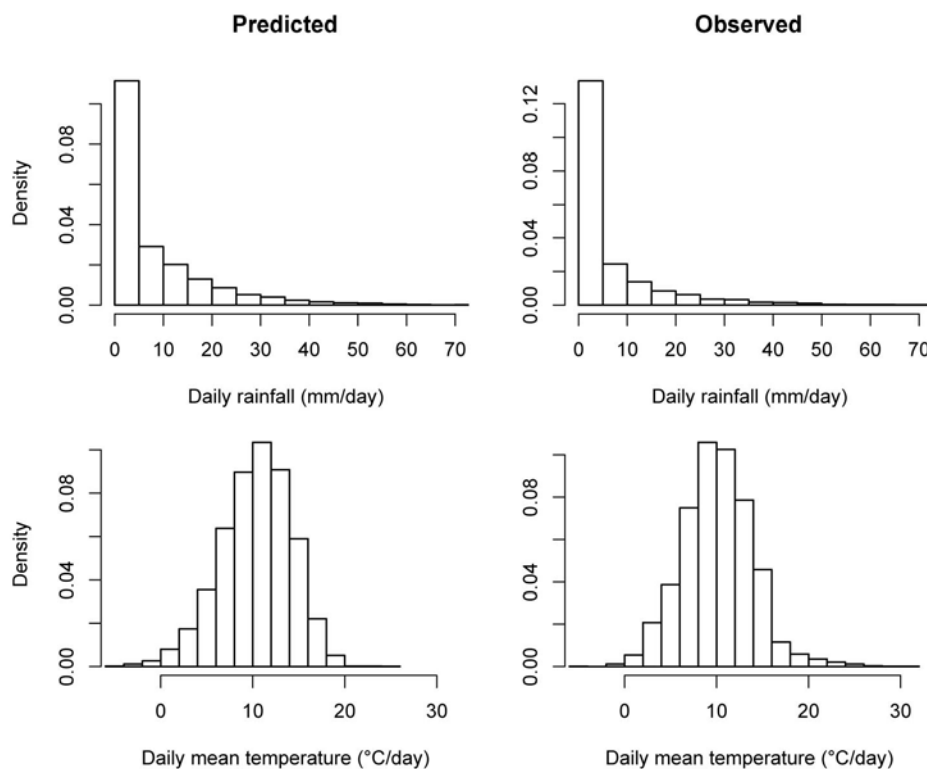 Predicted
Observed
Density
0.00 0.04 0.08
0 10 20 30 40 50 60 70
Daily rainfall (mm/day)
0.00 0.04 0.08 0.12
0 10 20 30 40 50 60 70
Daily rainfall (mm/day)
Density
0.00 0.04 0.08
0 10 20 30
Daily mean temperature (°C/day)
0.00 0.04 0.08
0 10 20 30
Daily mean temperature (°C/day)